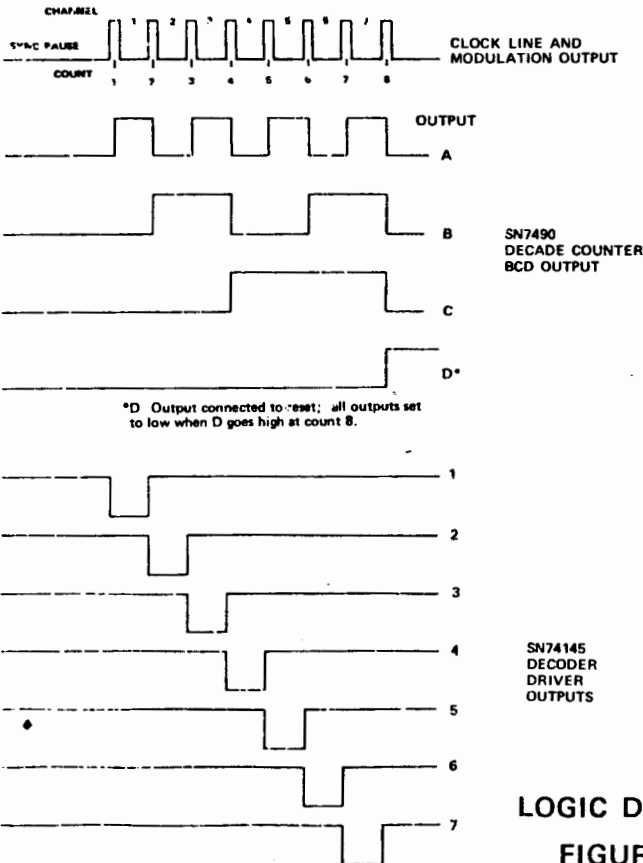 CHANNEL
1 2 3 4 5 6 7
SYNC PAUSE
CLOCK LINE AND
MODULATION OUTPUT
COUNT
1 2 3 4 5 6 7 8
OUTPUT
A
B
SN7490
DECADE COUNTER
BCD OUTPUT
C
D*
*D Output connected to reset; all outputs set
to low when D goes high at count 8.
1
2
3
4
SN74145
DECODER
DRIVER
OUTPUTS
5
6
7
LOGIC D
FIGUR